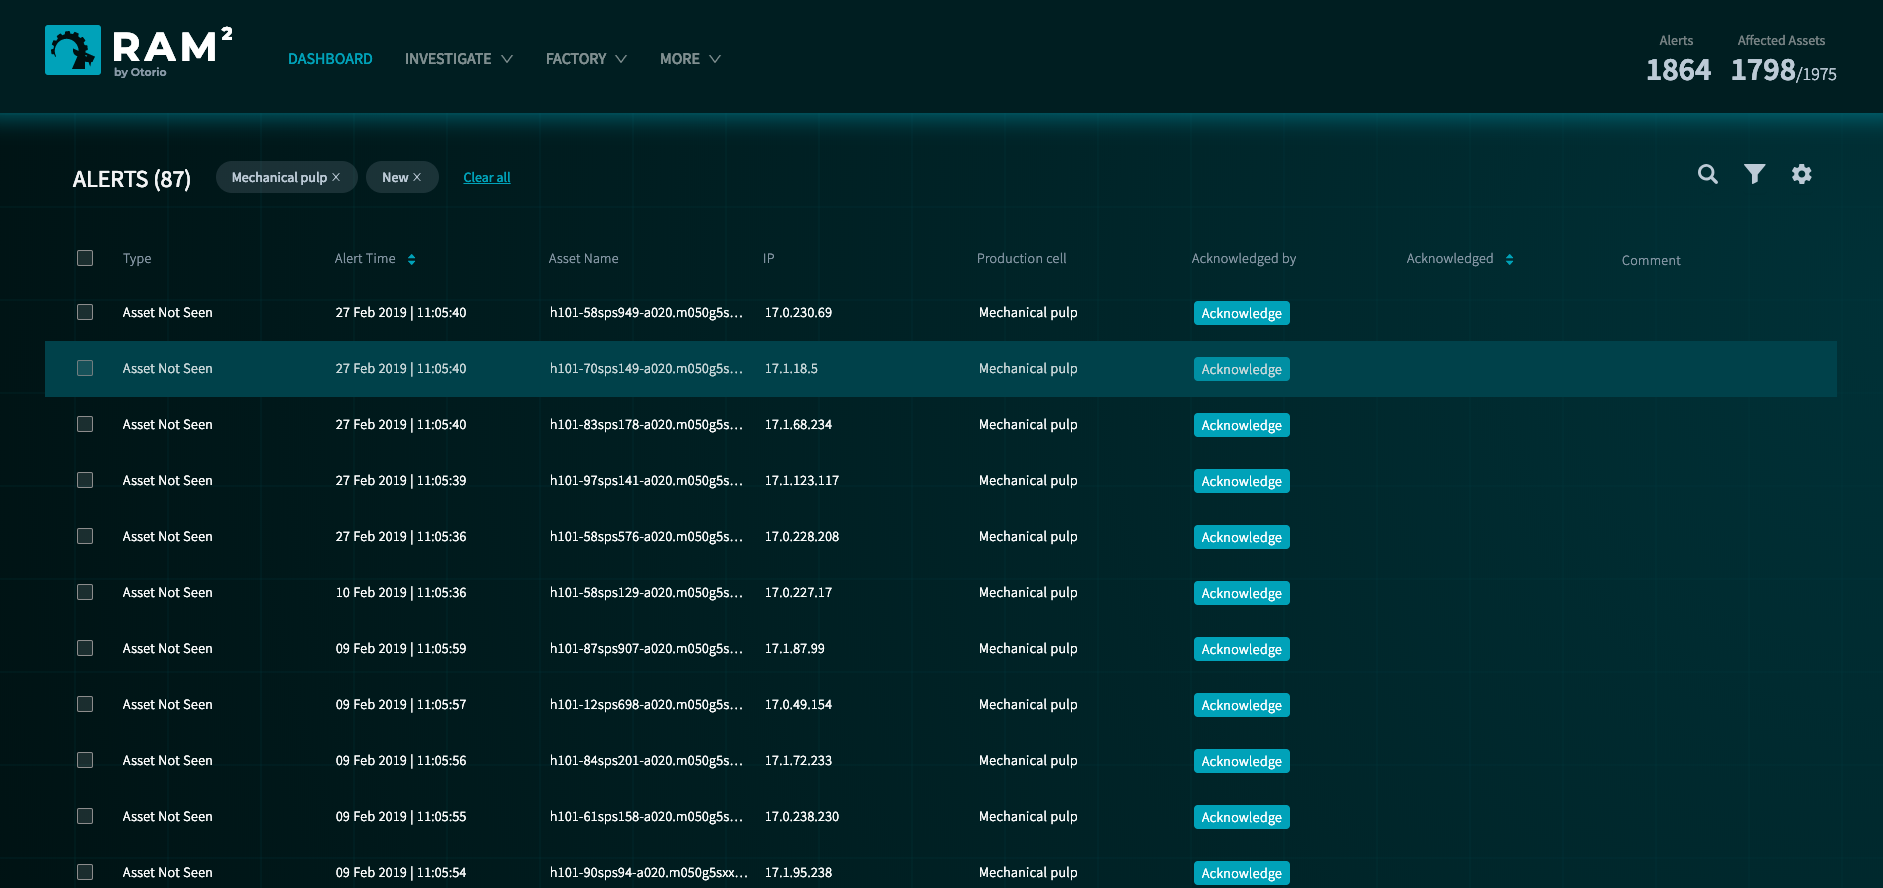 RAM²
by Otorio
DASHBOARD INVESTIGATE FACTORY MORE
Alerts Affected Assets
1864 1798/1975
ALERTS (87) Mechanical pulp × New × Clear all
Type Alert Time Asset Name IP Production cell Acknowledged by Acknowledged Comment
Asset Not Seen 27 Feb 2019 | 11:05:40 h101-58sps949-a020.m050g5s... 17.0.230.69 Mechanical pulp Acknowledge
Asset Not Seen 27 Feb 2019 | 11:05:40 h101-70sps149-a020.m050g5s... 17.1.18.5 Mechanical pulp Acknowledge
Asset Not Seen 27 Feb 2019 | 11:05:40 h101-83sps178-a020.m050g5s... 17.1.68.234 Mechanical pulp Acknowledge
Asset Not Seen 27 Feb 2019 | 11:05:39 h101-97sps141-a020.m050g5s... 17.1.123.117 Mechanical pulp Acknowledge
Asset Not Seen 27 Feb 2019 | 11:05:36 h101-58sps576-a020.m050g5s... 17.0.228.208 Mechanical pulp Acknowledge
Asset Not Seen 10 Feb 2019 | 11:05:36 h101-58sps129-a020.m050g5s... 17.0.227.17 Mechanical pulp Acknowledge
Asset Not Seen 09 Feb 2019 | 11:05:59 h101-87sps907-a020.m050g5s... 17.1.87.99 Mechanical pulp Acknowledge
Asset Not Seen 09 Feb 2019 | 11:05:57 h101-12sps698-a020.m050g5s... 17.0.49.154 Mechanical pulp Acknowledge
Asset Not Seen 09 Feb 2019 | 11:05:56 h101-84sps201-a020.m050g5s... 17.1.72.233 Mechanical pulp Acknowledge
Asset Not Seen 09 Feb 2019 | 11:05:55 h101-61sps158-a020.m050g5s... 17.0.238.230 Mechanical pulp Acknowledge
Asset Not Seen 09 Feb 2019 | 11:05:54 h101-90sps94-a020.m050g5sxx... 17.1.95.238 Mechanical pulp Acknowledge